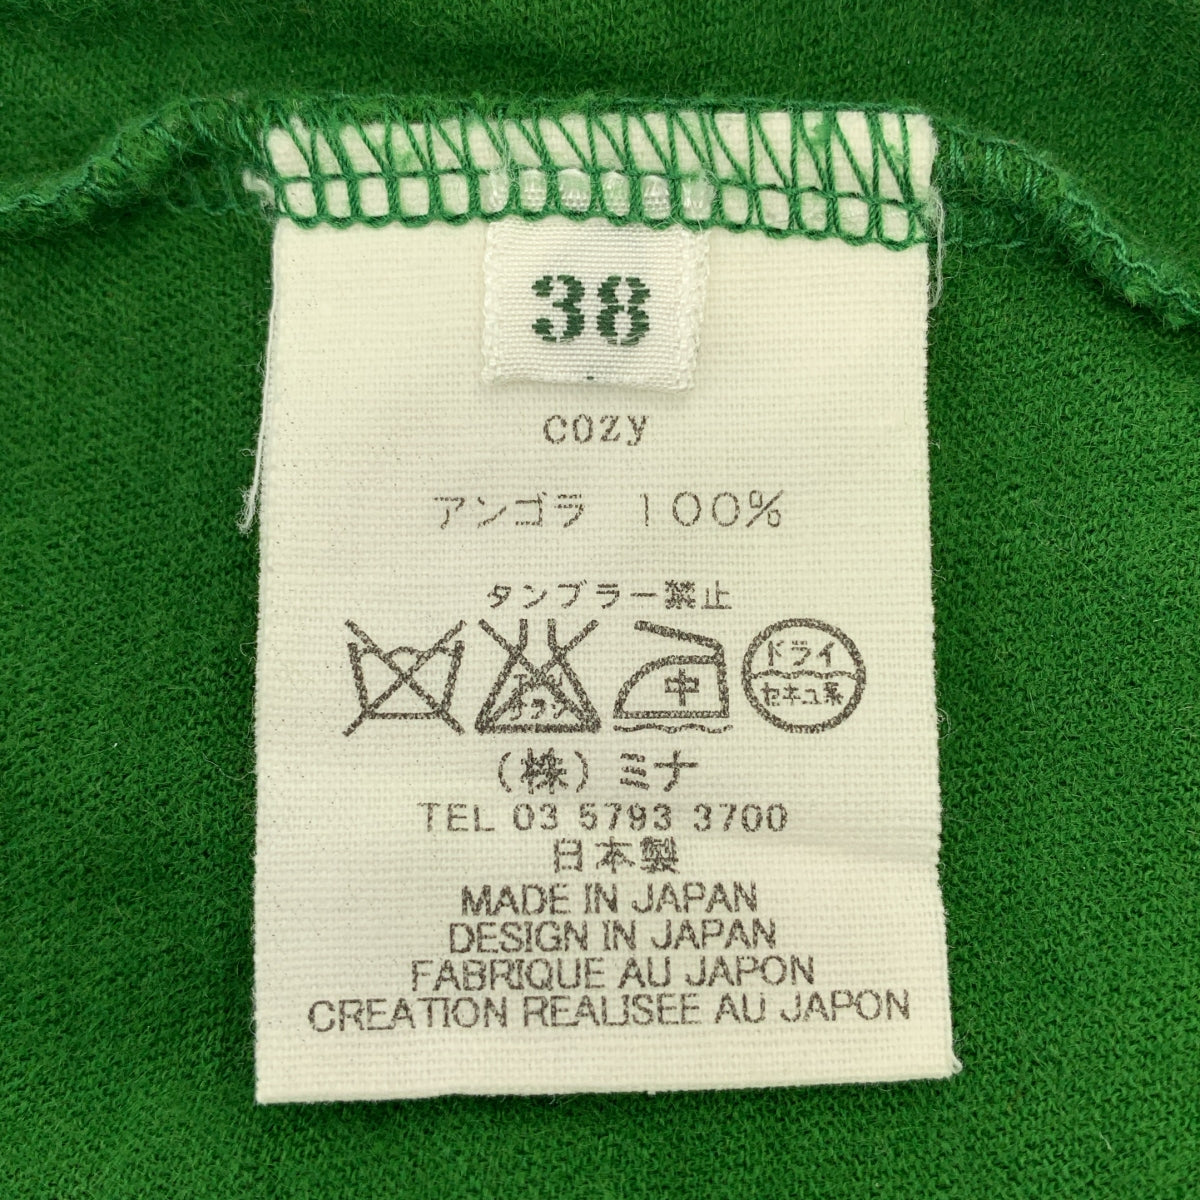 38
cozy
アンゴラ 100%
タンブラー禁止
中
ドライ
セキユ系
(株)ミナ
TEL 03 5793 3700
日本製
MADE IN JAPAN
DESIGN IN JAPAN
FABRIQUE AU JAPON
CREATION REALISEE AU JAPON